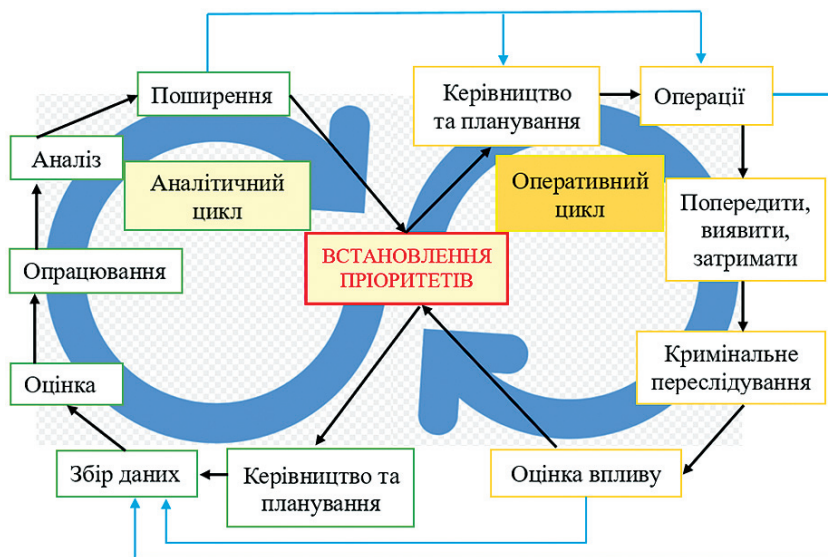 Поширення
Керівництво
та планування
Операції
Аналіз
Аналітичний
цикл
Оперативний
цикл
Попередити,
виявити,
затримати
ВСТАНОВЛЕННЯ
ПРІОРИТЕТІВ
Опрацювання
Оцінка
Кримінальне
переслідування
Збір даних
Керівництво та
планування
Оцінка впливу